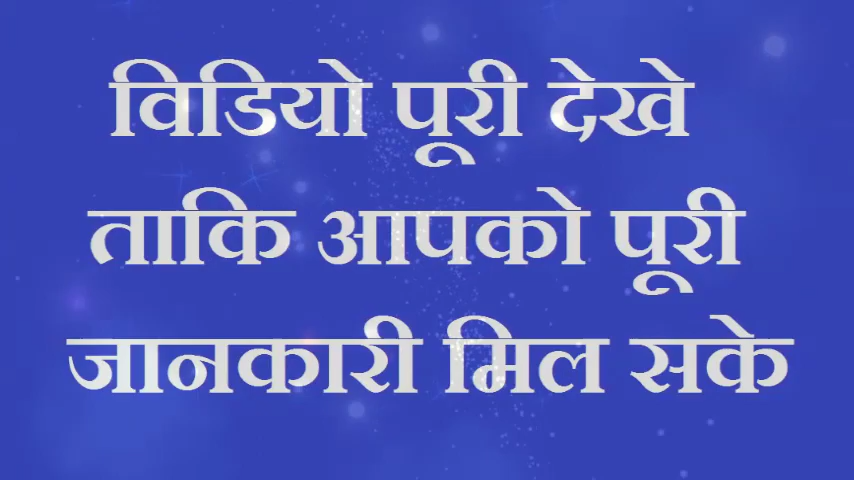 विडियो पूरी देखे
ताकि आपको पूरी
जानकारी मिल सके